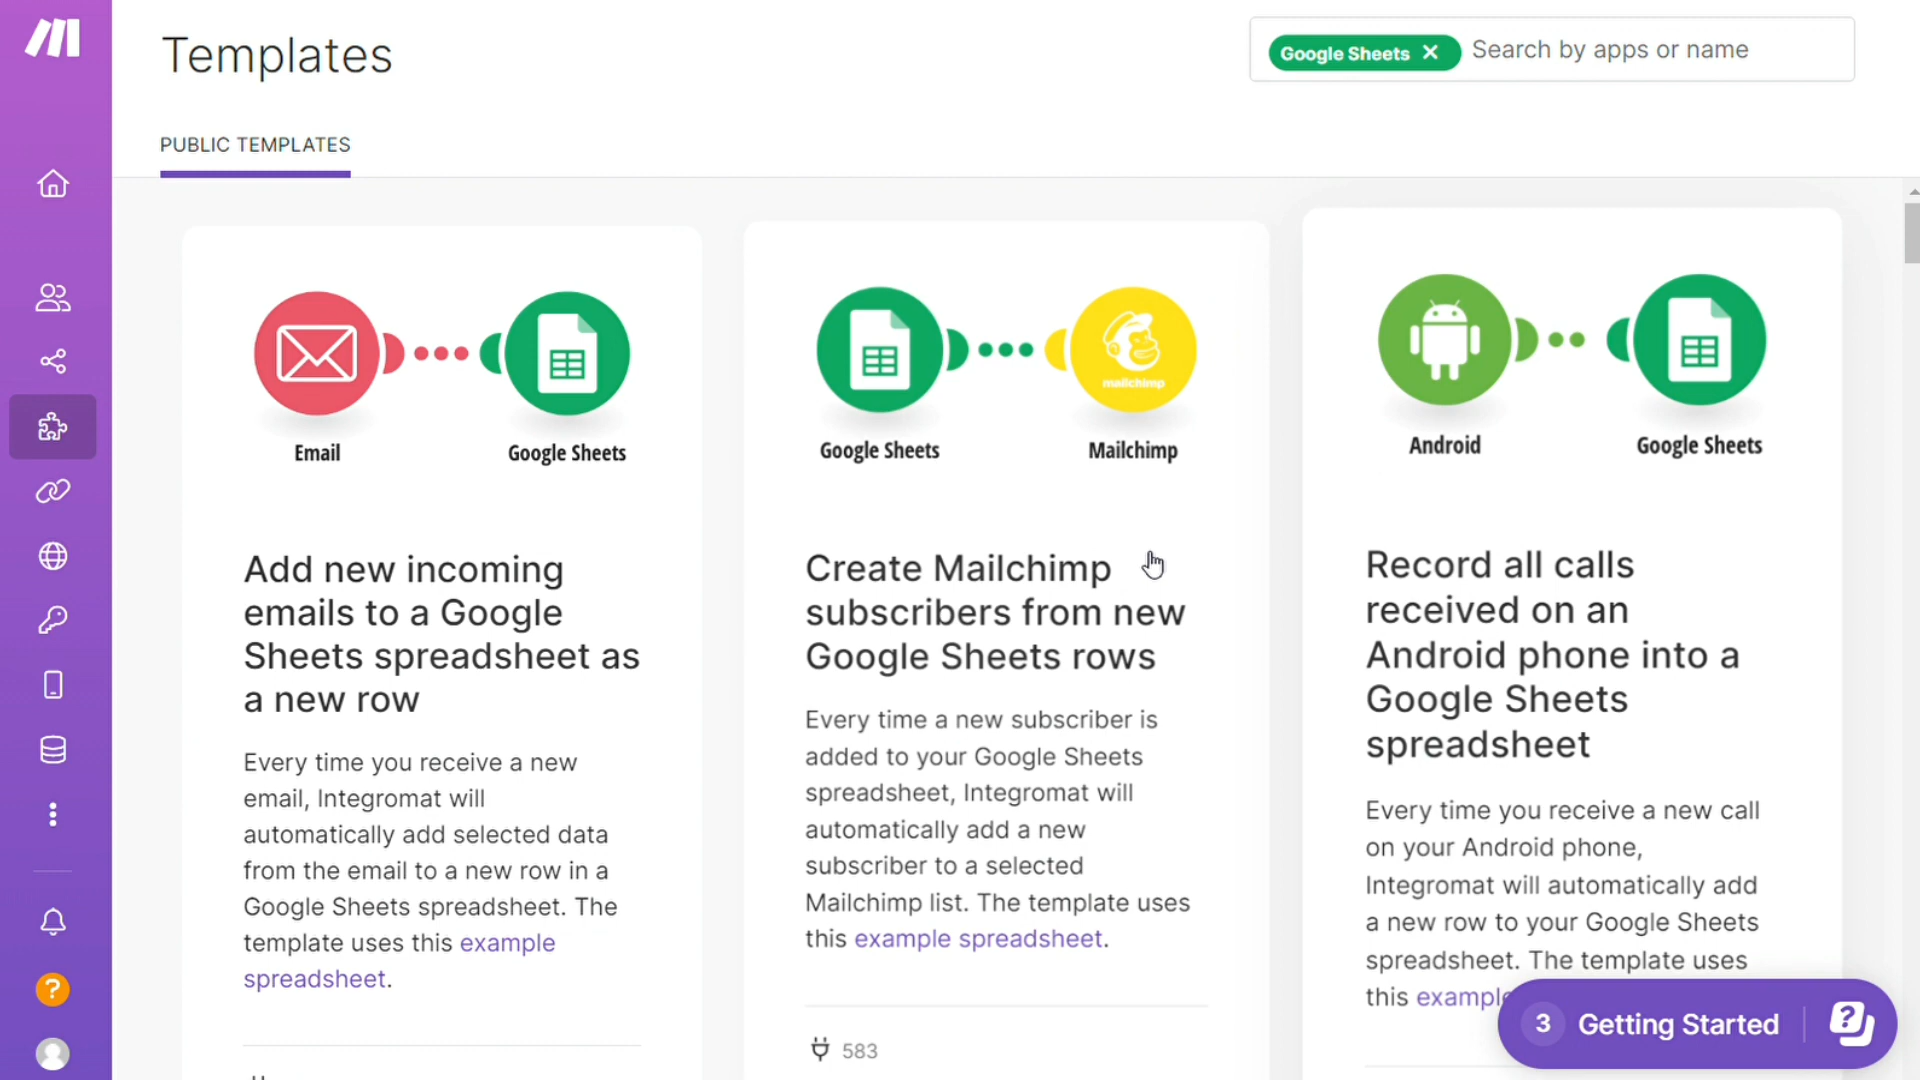 Templates
Google Sheets ✕ Search by apps or name
PUBLIC TEMPLATES
Email
Google Sheets
Add new incoming
emails to a Google
Sheets spreadsheet as
a new row
Every time you receive a new
email, Integromat will
automatically add selected data
from the email to a new row in a
Google Sheets spreadsheet. The
template uses this example
spreadsheet.
Google Sheets
mailchimp
Mailchimp
Create Mailchimp
subscribers from new
Google Sheets rows
Every time a new subscriber is
added to your Google Sheets
spreadsheet, Integromat will
automatically add a new
subscriber to a selected
Mailchimp list. The template uses
this example spreadsheet.
583
Android
Google Sheets
Record all calls
received on an
Android phone into a
Google Sheets
spreadsheet
Every time you receive a new call
on your Android phone,
Integromat will automatically add
a new row to your Google Sheets
spreadsheet. The template uses
this
3 Getting Started ?
?